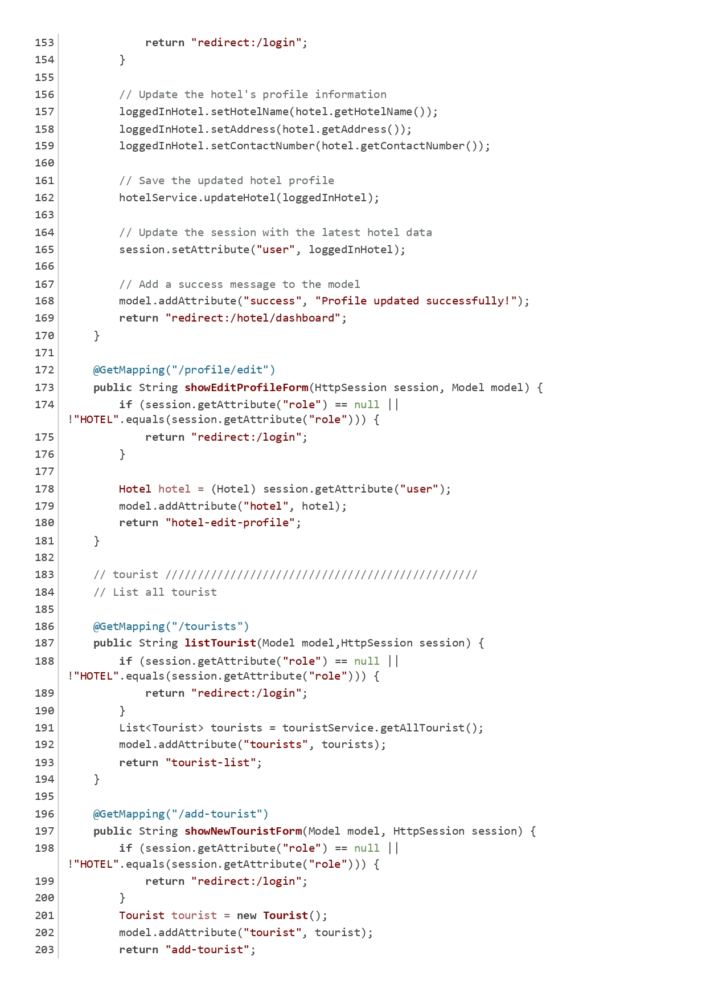 153             return "redirect:/login";
154         }
155
156         // Update the hotel's profile information
157         loggedInHotel.setHotelName(hotel.getHotelName());
158         loggedInHotel.setAddress(hotel.getAddress());
159         loggedInHotel.setContactNumber(hotel.getContactNumber());
160
161         // Save the updated hotel profile
162         hotelService.updateHotel(loggedInHotel);
163
164         // Update the session with the latest hotel data
165         session.setAttribute("user", loggedInHotel);
166
167         // Add a success message to the model
168         model.addAttribute("success", "Profile updated successfully!");
169         return "redirect:/hotel/dashboard";
170     }
171
172     @GetMapping("/profile/edit")
173     public String showEditProfileForm(HttpSession session, Model model) {
174         if (session.getAttribute("role") == null ||
!"HOTEL".equals(session.getAttribute("role"))) {
175             return "redirect:/login";
176         }
177
178         Hotel hotel = (Hotel) session.getAttribute("user");
179         model.addAttribute("hotel", hotel);
180         return "hotel-edit-profile";
181     }
182
183     // tourist ////////////////////////////////////////////////
184     // List all tourist
185
186     @GetMapping("/tourists")
187     public String listTourist(Model model,HttpSession session) {
188         if (session.getAttribute("role") == null ||
!"HOTEL".equals(session.getAttribute("role"))) {
189             return "redirect:/login";
190         }
191         List<Tourist> tourists = touristService.getAllTourist();
192         model.addAttribute("tourists", tourists);
193         return "tourist-list";
194     }
195
196     @GetMapping("/add-tourist")
197     public String showNewTouristForm(Model model, HttpSession session) {
198         if (session.getAttribute("role") == null ||
!"HOTEL".equals(session.getAttribute("role"))) {
199             return "redirect:/login";
200         }
201         Tourist tourist = new Tourist();
202         model.addAttribute("tourist", tourist);
203         return "add-tourist";